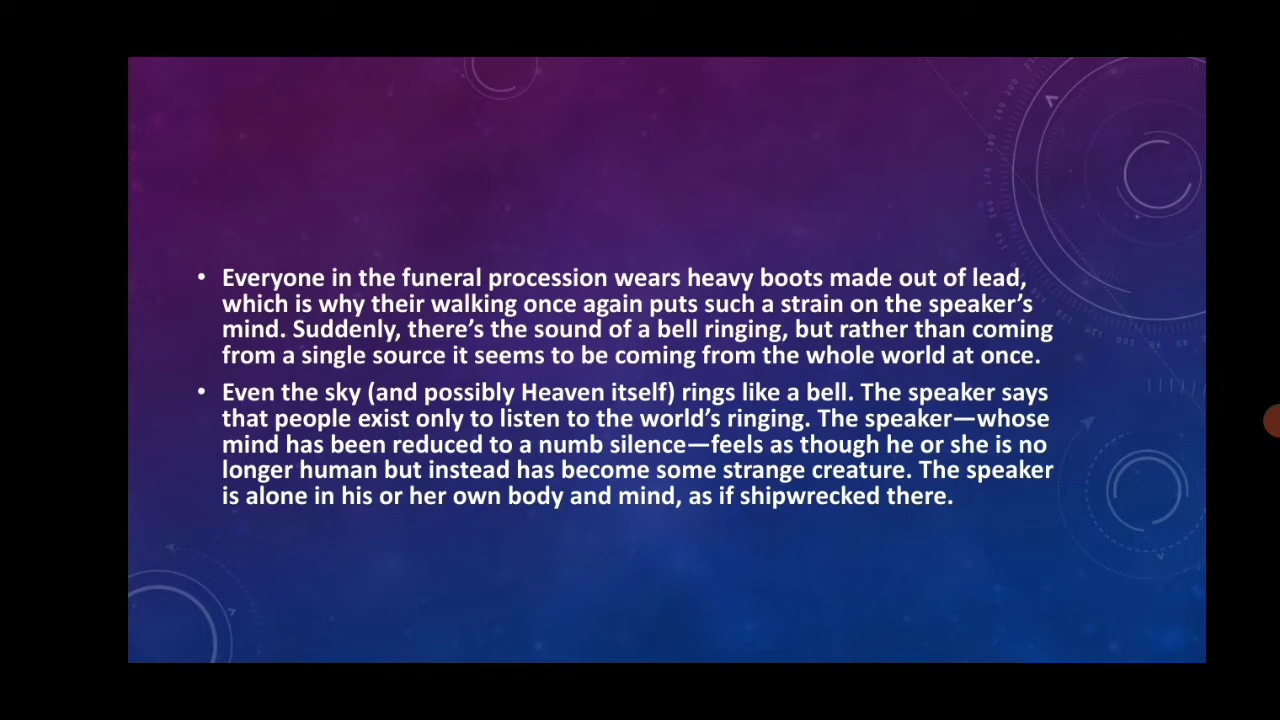 • Everyone in the funeral procession wears heavy boots made out of lead,
which is why their walking once again puts such a strain on the speaker’s
mind. Suddenly, there’s the sound of a bell ringing, but rather than coming
from a single source it seems to be coming from the whole world at once.
• Even the sky (and possibly Heaven itself) rings like a bell. The speaker says
that people exist only to listen to the world’s ringing. The speaker—whose
mind has been reduced to a numb silence—feels as though he or she is no
longer human but instead has become some strange creature. The speaker
is alone in his or her own body and mind, as if shipwrecked there.